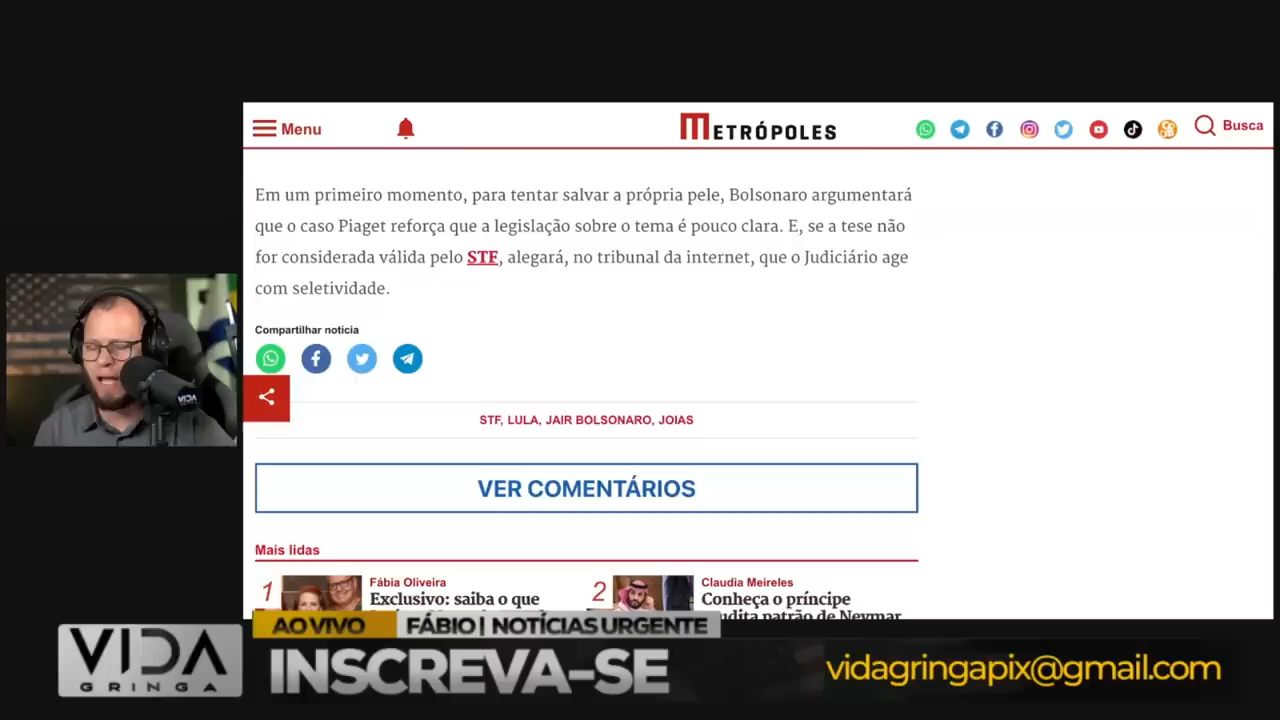 Menu
METRÓPOLES
Busca
Em um primeiro momento, para tentar salvar a própria pele, Bolsonaro argumentará
que o caso Piaget reforça que a legislação sobre o tema é pouco clara. E, se a tese não
for considerada válida pelo STF, alegará, no tribunal da internet, que o Judiciário age
com seletividade.
Compartilhar notícia
STF, LULA, JAIR BOLSONARO, JOIAS
VER COMENTÁRIOS
Mais lidas
1
Fábia Oliveira
Exclusivo: saiba o que
2
Claudia Meireles
Conheça o príncipe
patrão de Neymar
VIDA
AO VIVO
FÁBIO | NOTÍCIAS URGENTE
VIDA
GRINGA
INSCREVA-SE
vidagringapix@gmail.com